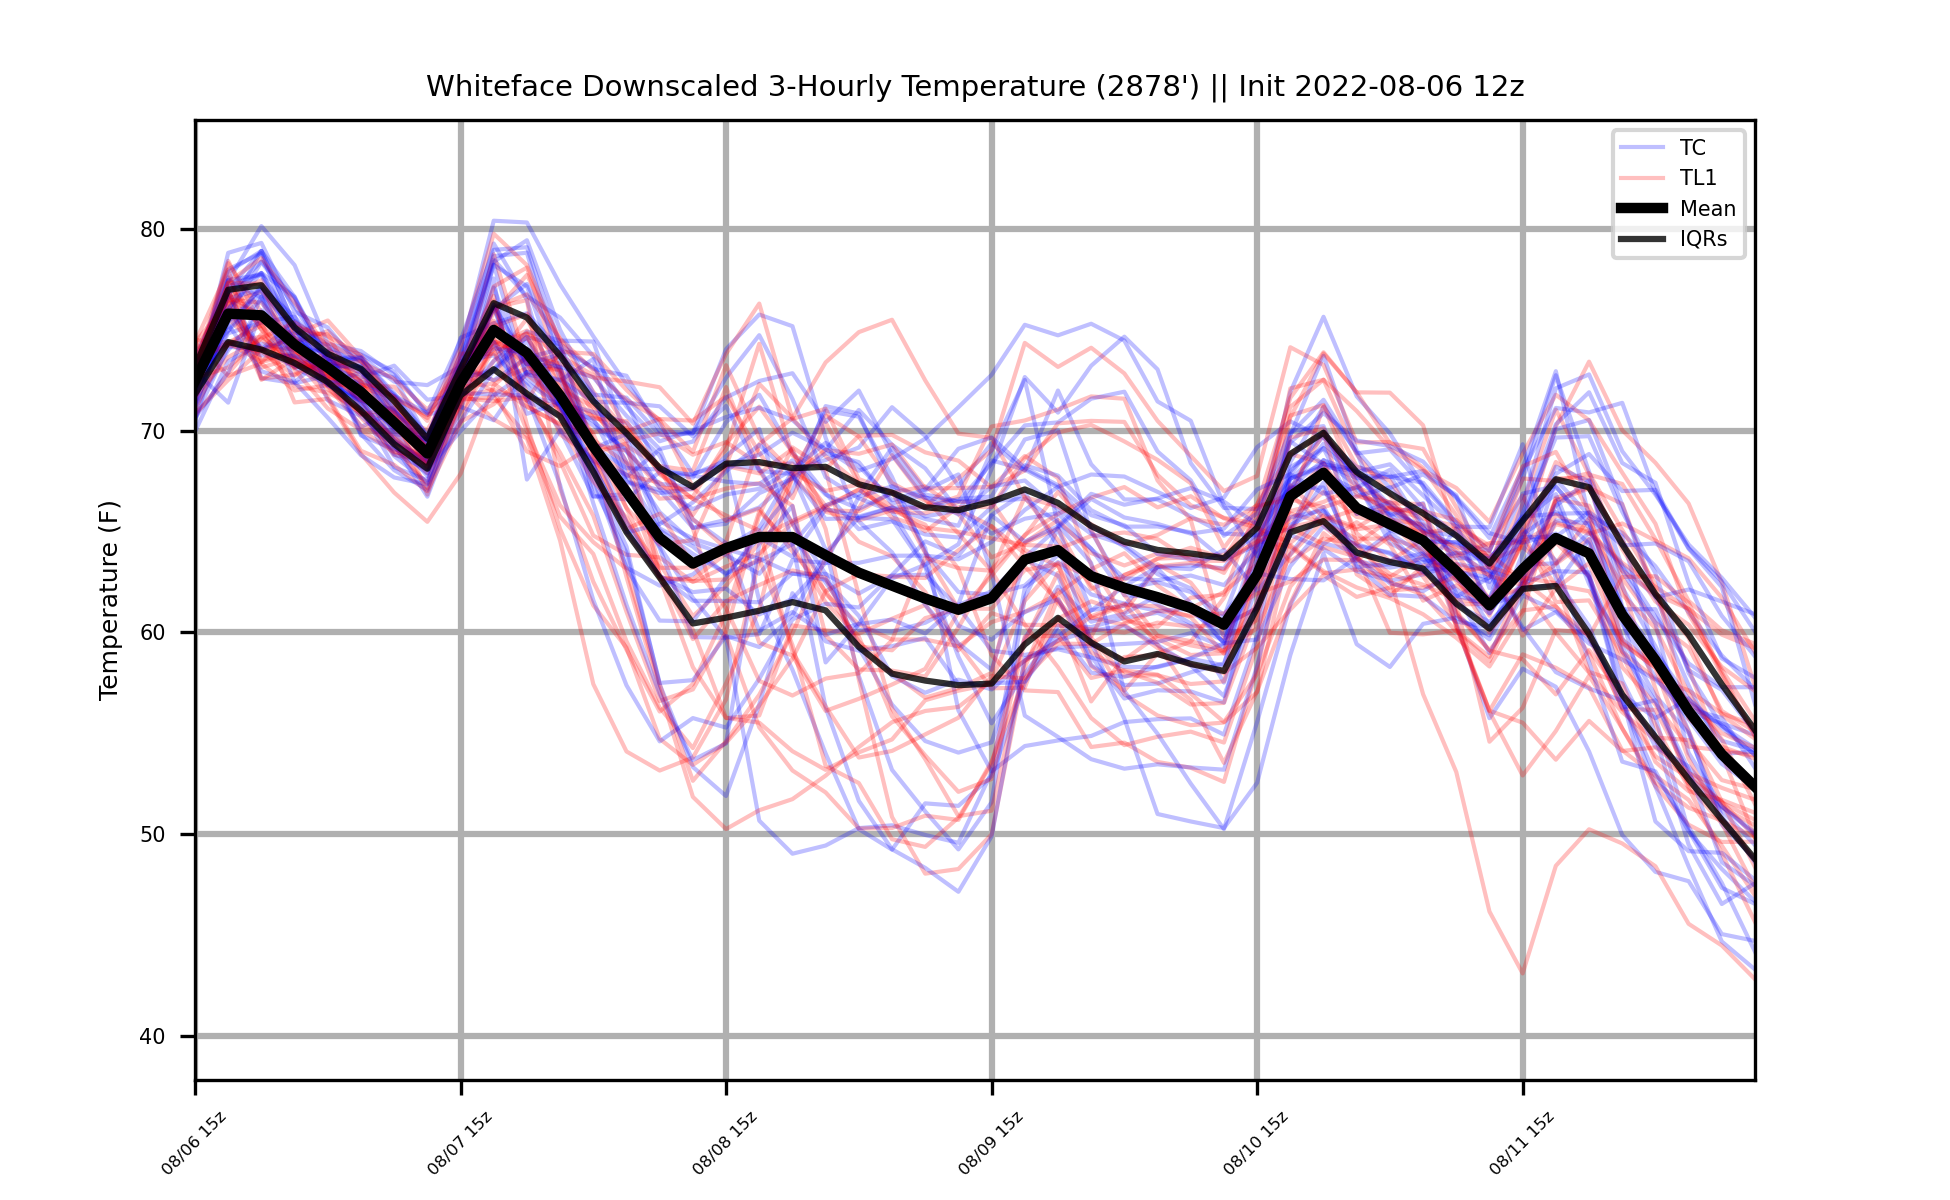 Whiteface Downscaled 3-Hourly Temperature (2878') || Init 2022-08-06 12z
TC
TL1
Mean
IQRs
Temperature (F)
80
70
60
50
40
08/06 15z
08/07 15z
08/08 15z
08/09 15z
08/10 15z
08/11 15z